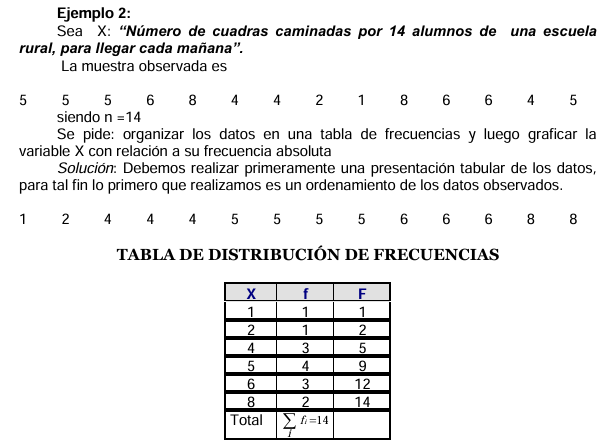 Ejemplo 2:
Sea X: “Número de cuadras caminadas por 14 alumnos de una escuela
rural, para llegar cada mañana”.
La muestra observada es
5 5 5 6 8 4 4 2 1 8 6 6 4 5
siendo n =14
Se pide: organizar los datos en una tabla de frecuencias y luego graficar la
variable X con relación a su frecuencia absoluta
Solución: Debemos realizar primeramente una presentación tabular de los datos,
para tal fin lo primero que realizamos es un ordenamiento de los datos observados.
1 2 4 4 4 5 5 5 5 6 6 6 8 8
TABLA DE DISTRIBUCIÓN DE FRECUENCIAS
X f F
1 1 1
2 1 2
4 3 5
5 4 9
6 3 12
8 2 14
Total ∑ fi =14
I